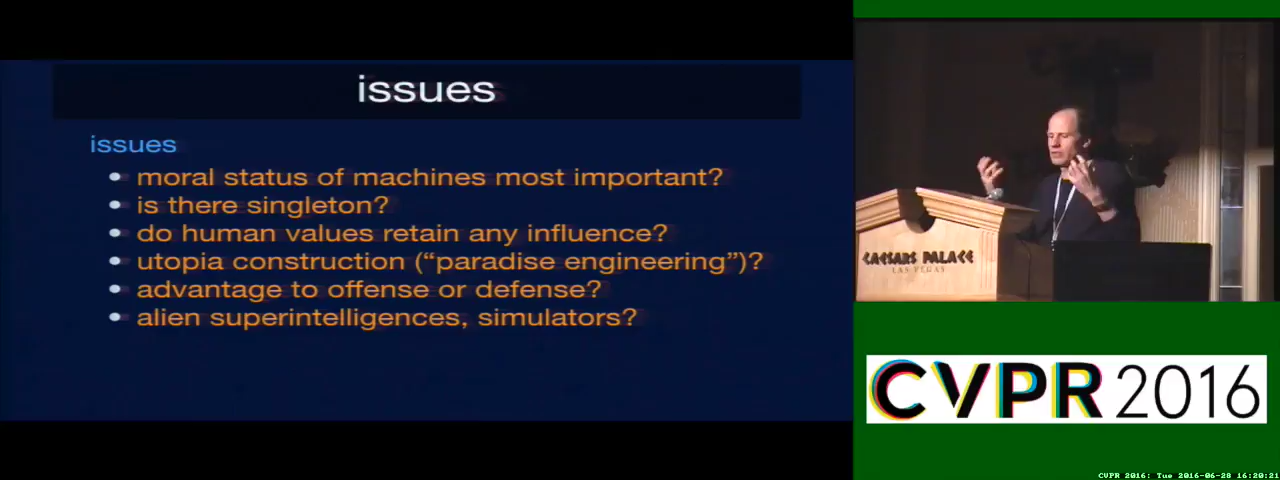 issues
issues
moral status of machines most important?
is there singleton?
do human values retain any influence?
utopia construction (“paradise engineering”)?
advantage to offense or defense?
alien superintelligences, simulators?
CAESARS PALACE
LAS VEGAS
CVPR 2016
CVPR 2016: Tue 2016-06-28 16:20:21